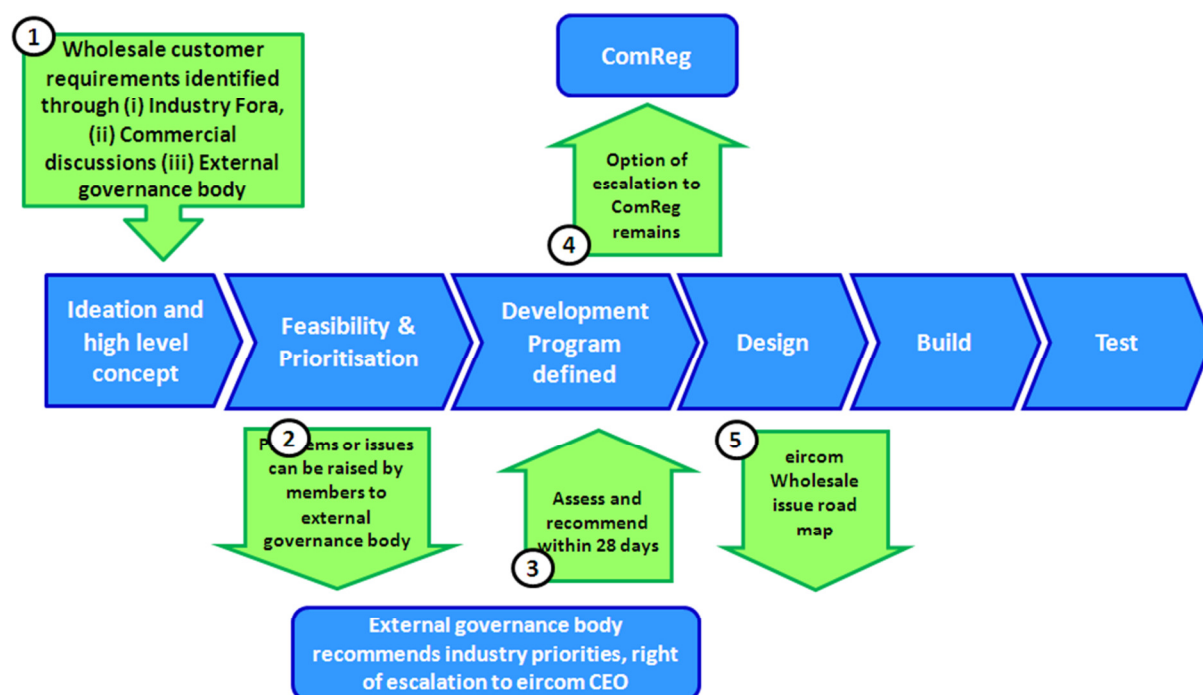 1
Wholesale customer
requirements identified
through (i) Industry Fora,
(ii) Commercial
discussions (iii) External
governance body
ComReg
Option of
escalation to
ComReg
remains
4
Ideation and
high level
concept
Feasibility &
Prioritisation
Development
Program
defined
Design
Build
Test
2
or issues
can be raised by
members to
external
governance body
Assess and
recommend
within 28 days
3
5
eircom
Wholesale
issue road
map
External governance body
recommends industry priorities, right
of escalation to eircom CEO